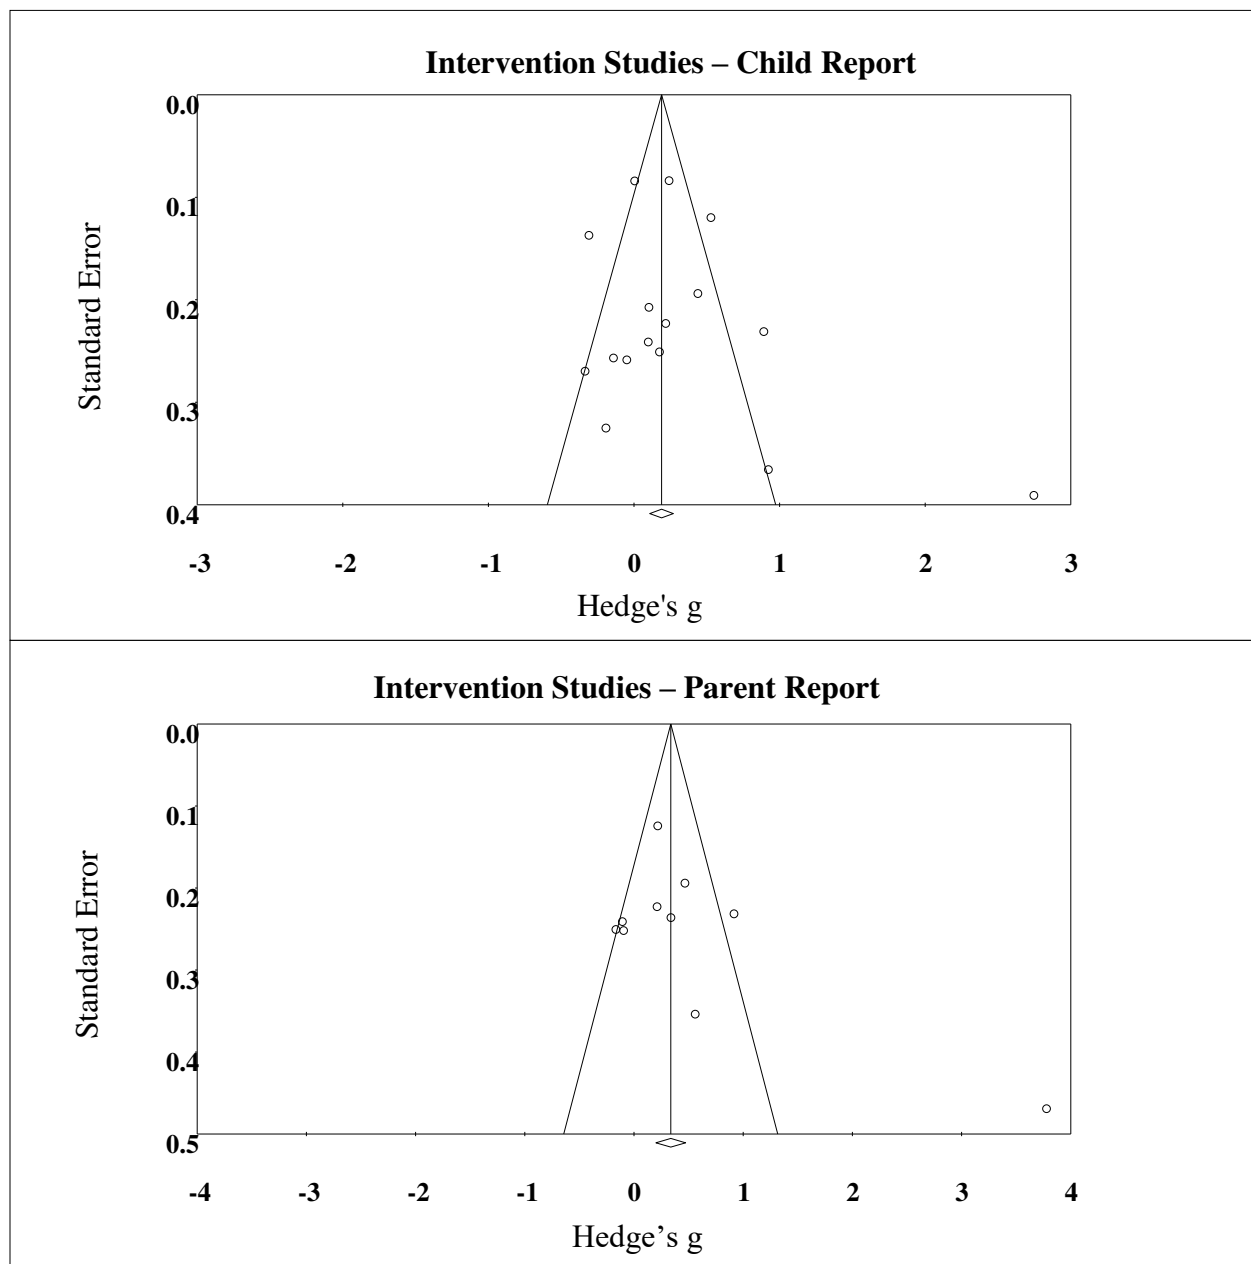 Intervention Studies – Child Report
0.0
0.1
0.2
0.3
0.4
Standard Error
-3 -2 -1 0 1 2 3
Hedge's g
Intervention Studies – Parent Report
0.0
0.1
0.2
0.3
0.4
0.5
Standard Error
-4 -3 -2 -1 0 1 2 3 4
Hedge’s g